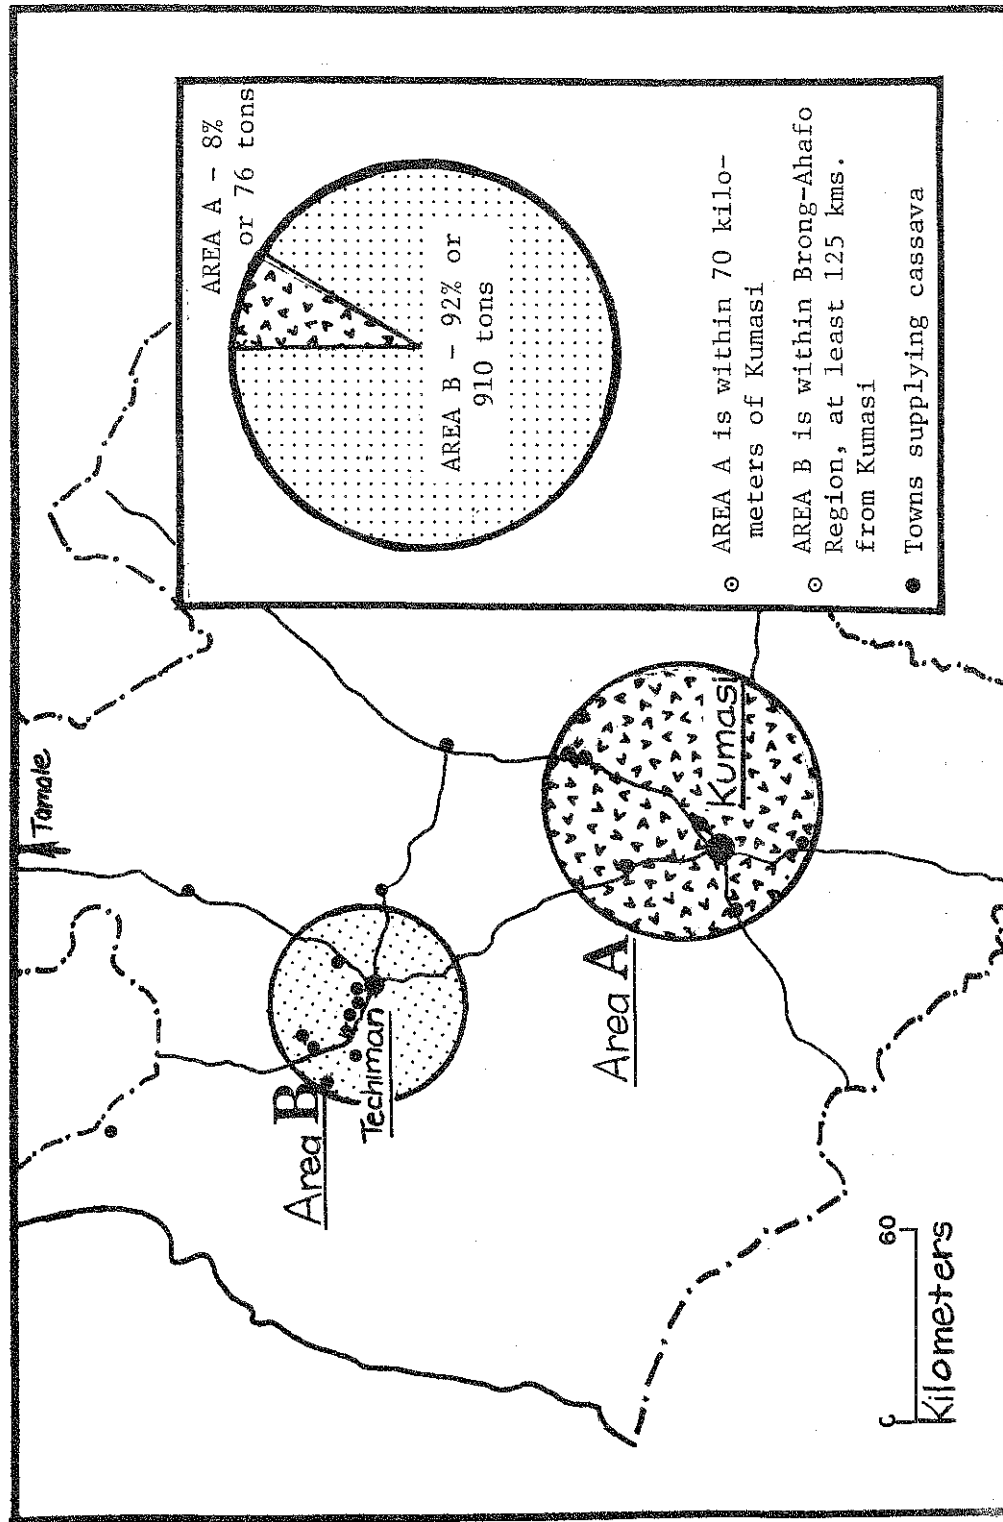 Tamale
Area B
Techiman
Area A
Kumasi
C 60
Kilometers
AREA A - 8%
or 76 tons
AREA B - 92% or
910 tons
AREA A is within 70 kilo-
meters of Kumasi
AREA B is within Brong-Ahafo
Region, at least 125 kms.
from Kumasi
Towns supplying cassava